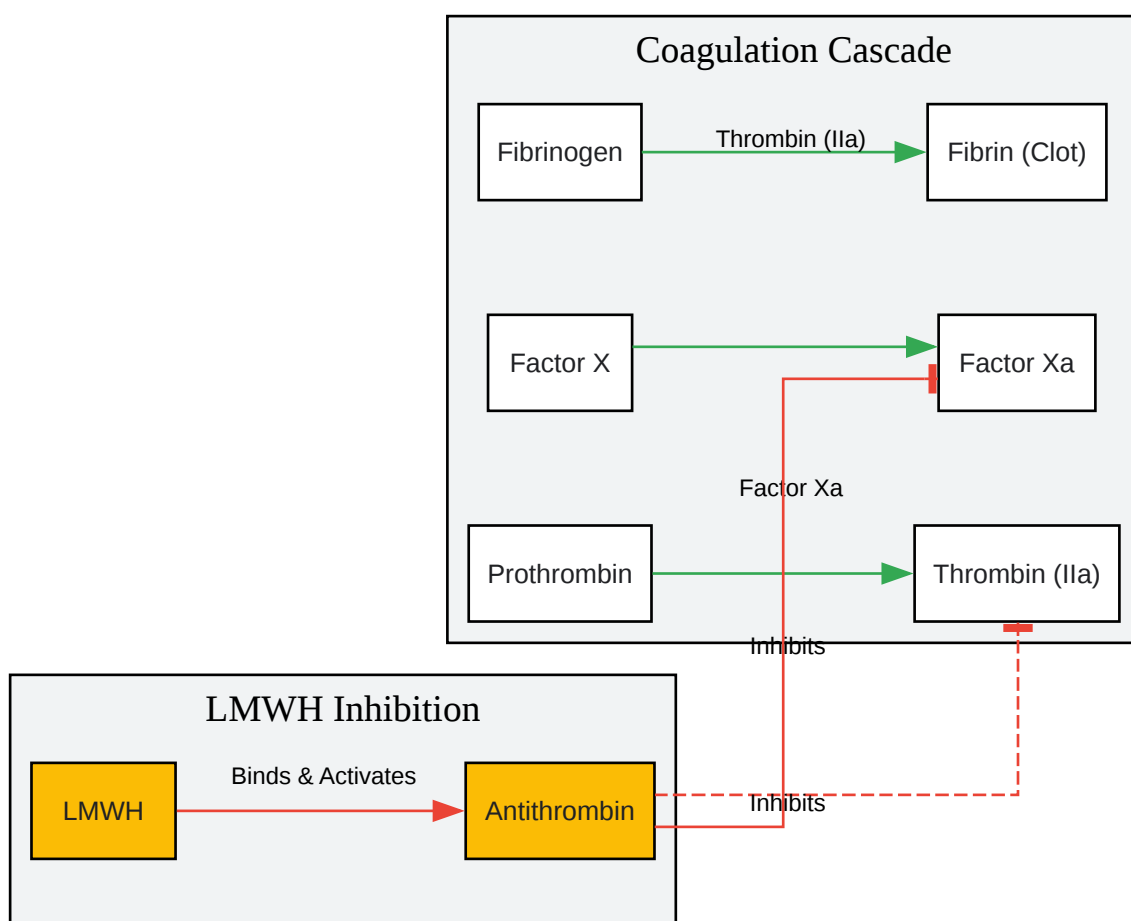 Coagulation Cascade
Fibrinogen
Thrombin (IIa)
Fibrin (Clot)
Factor X
Factor Xa
Factor Xa
Prothrombin
Thrombin (IIa)
Inhibits
LMWH Inhibition
LMWH
Binds & Activates
Antithrombin
Inhibits